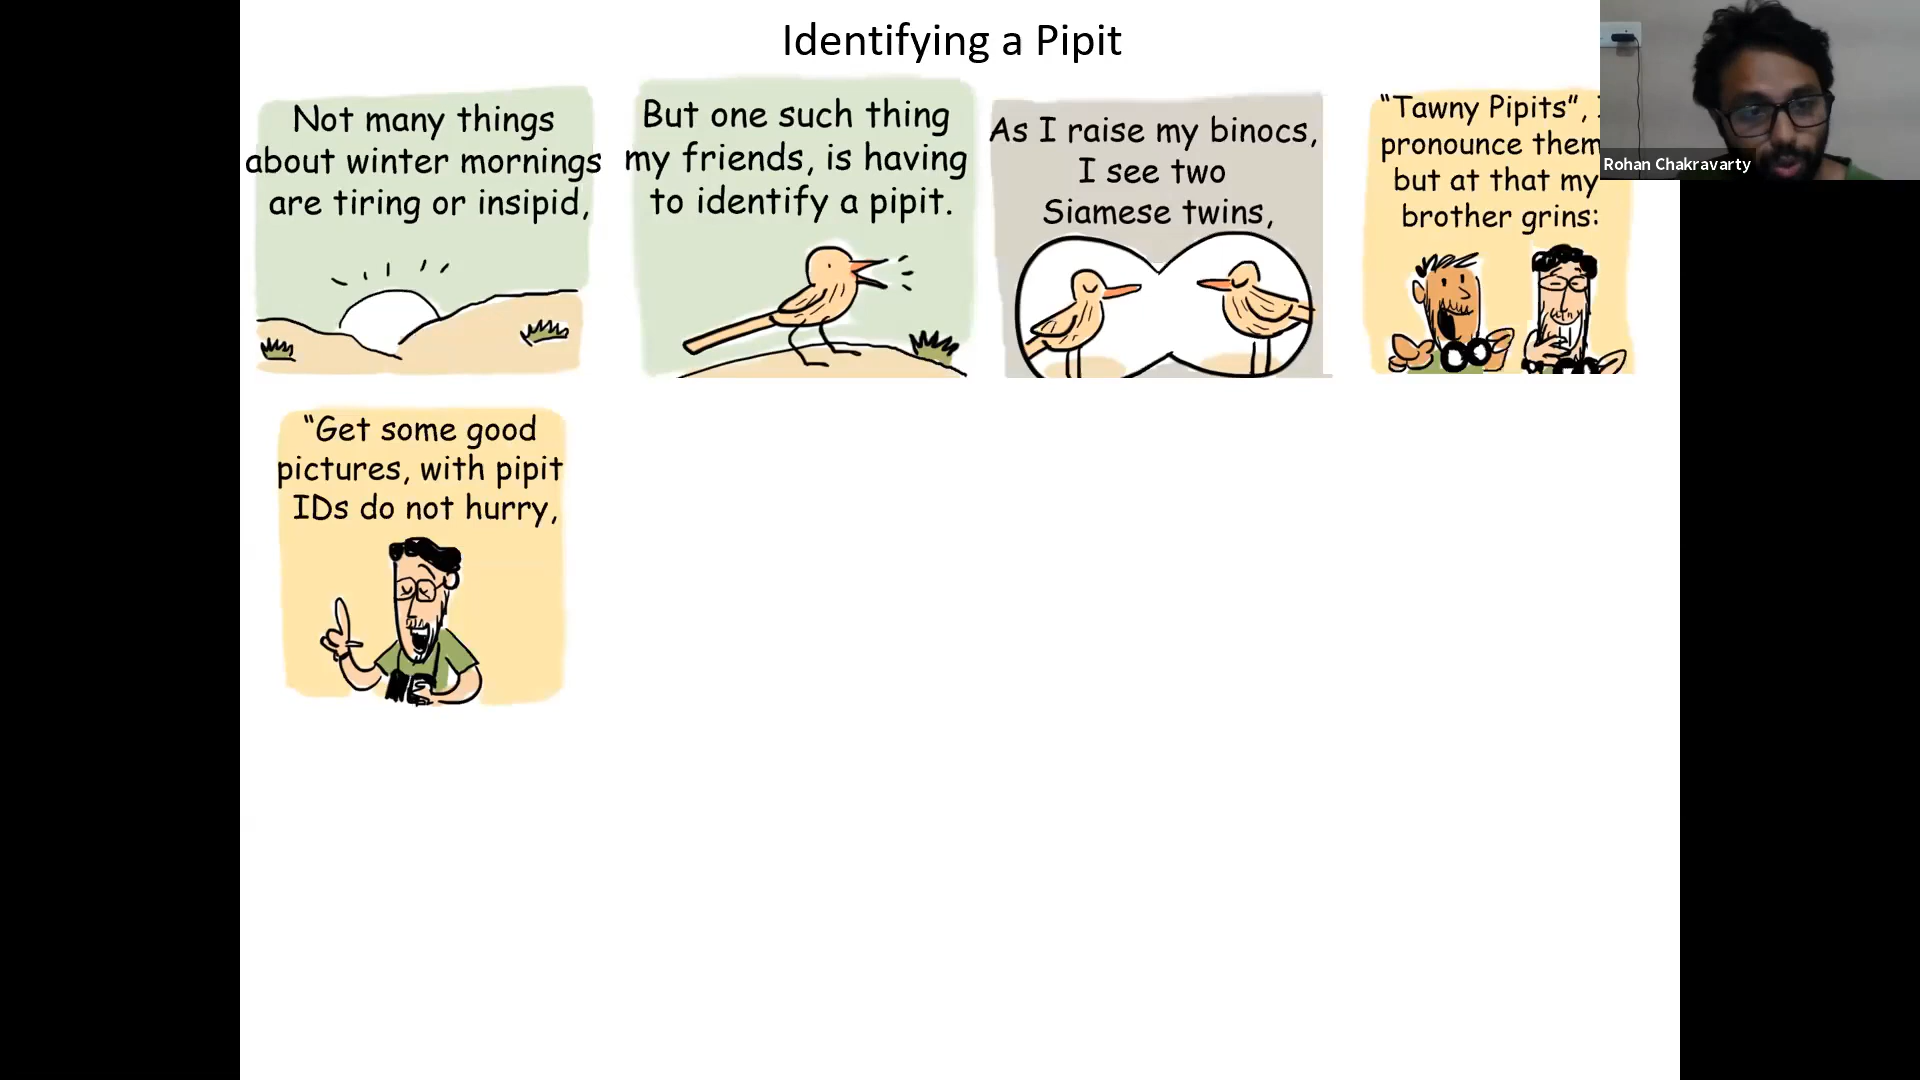 Identifying a Pipit
Not many things
about winter mornings
are tiring or insipid,
But one such thing
my friends, is having
to identify a pipit.
As I raise my binocs,
I see two
Siamese twins,
“Tawny Pipits”,
pronounce them
but at that my
brother grins:
Rohan Chakravarty
“Get some good
pictures, with pipit
IDs do not hurry,